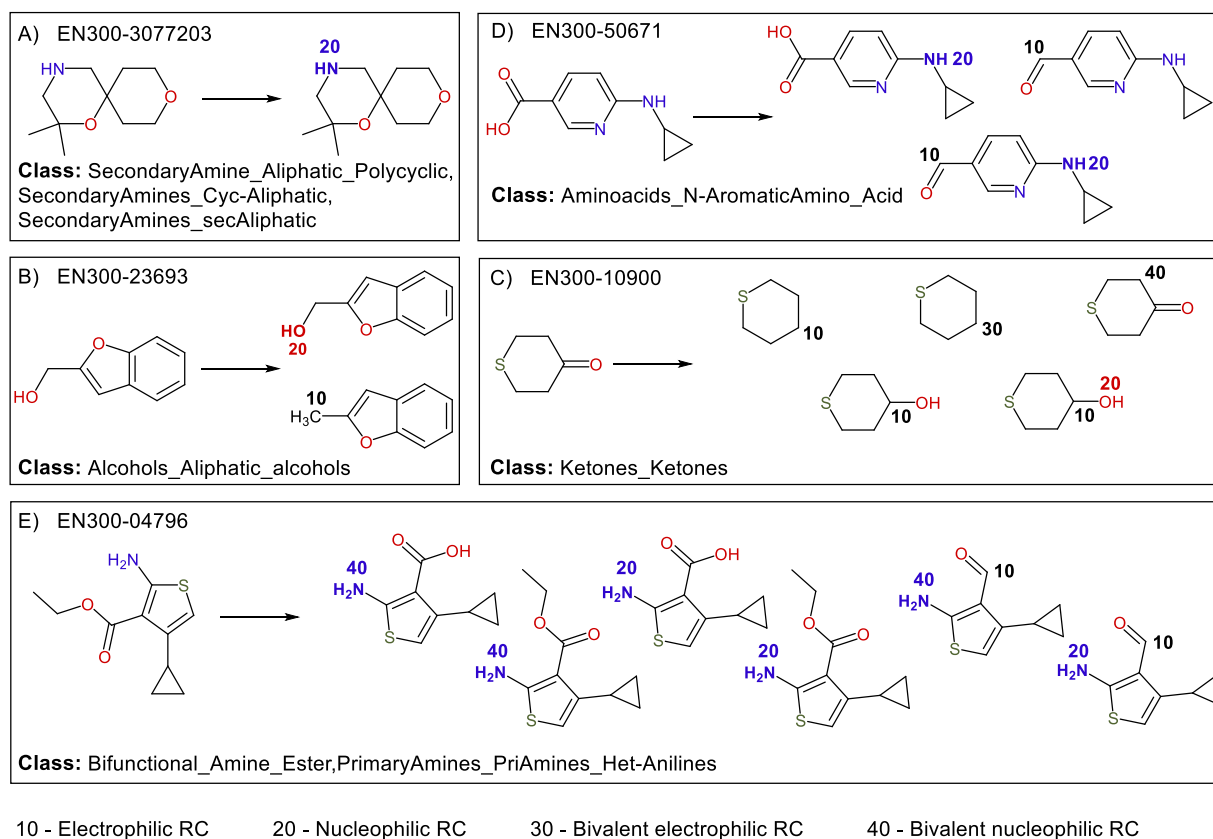 A) EN300-3077203
20
HN
HN
O
O
O
O
Class: SecondaryAmine_Aliphatic_Polycyclic,
SecondaryAmines_Cyc-Aliphatic,
SecondaryAmines_secAliphatic
D) EN300-50671
HO
O
NH 20
N
10
O
NH
N
O
HO
NH
N
10
O
NH 20
N
Class: Aminoacids_N-AromaticAmino_Acid
B) EN300-23693
HO
20
O
O
HO
10
H3C
O
Class: Alcohols_Aliphatic_alcohols
C) EN300-10900
S
10
S
30
40
S
O
S
O
S
10
OH
S
10
20
OH
Class: Ketones_Ketones
E) EN300-04796
H2N
S
O
O
40
H2N
O
OH
S
40
H2N
O
O
S
20
H2N
O
OH
S
20
H2N
O
O
S
40
H2N
O
10
S
20
H2N
O
10
S
Class: Bifunctional_Amine_Ester,PrimaryAmines_PriAmines_Het-Anilines
10 - Electrophilic RC 20 - Nucleophilic RC 30 - Bivalent electrophilic RC 40 - Bivalent nucleophilic RC